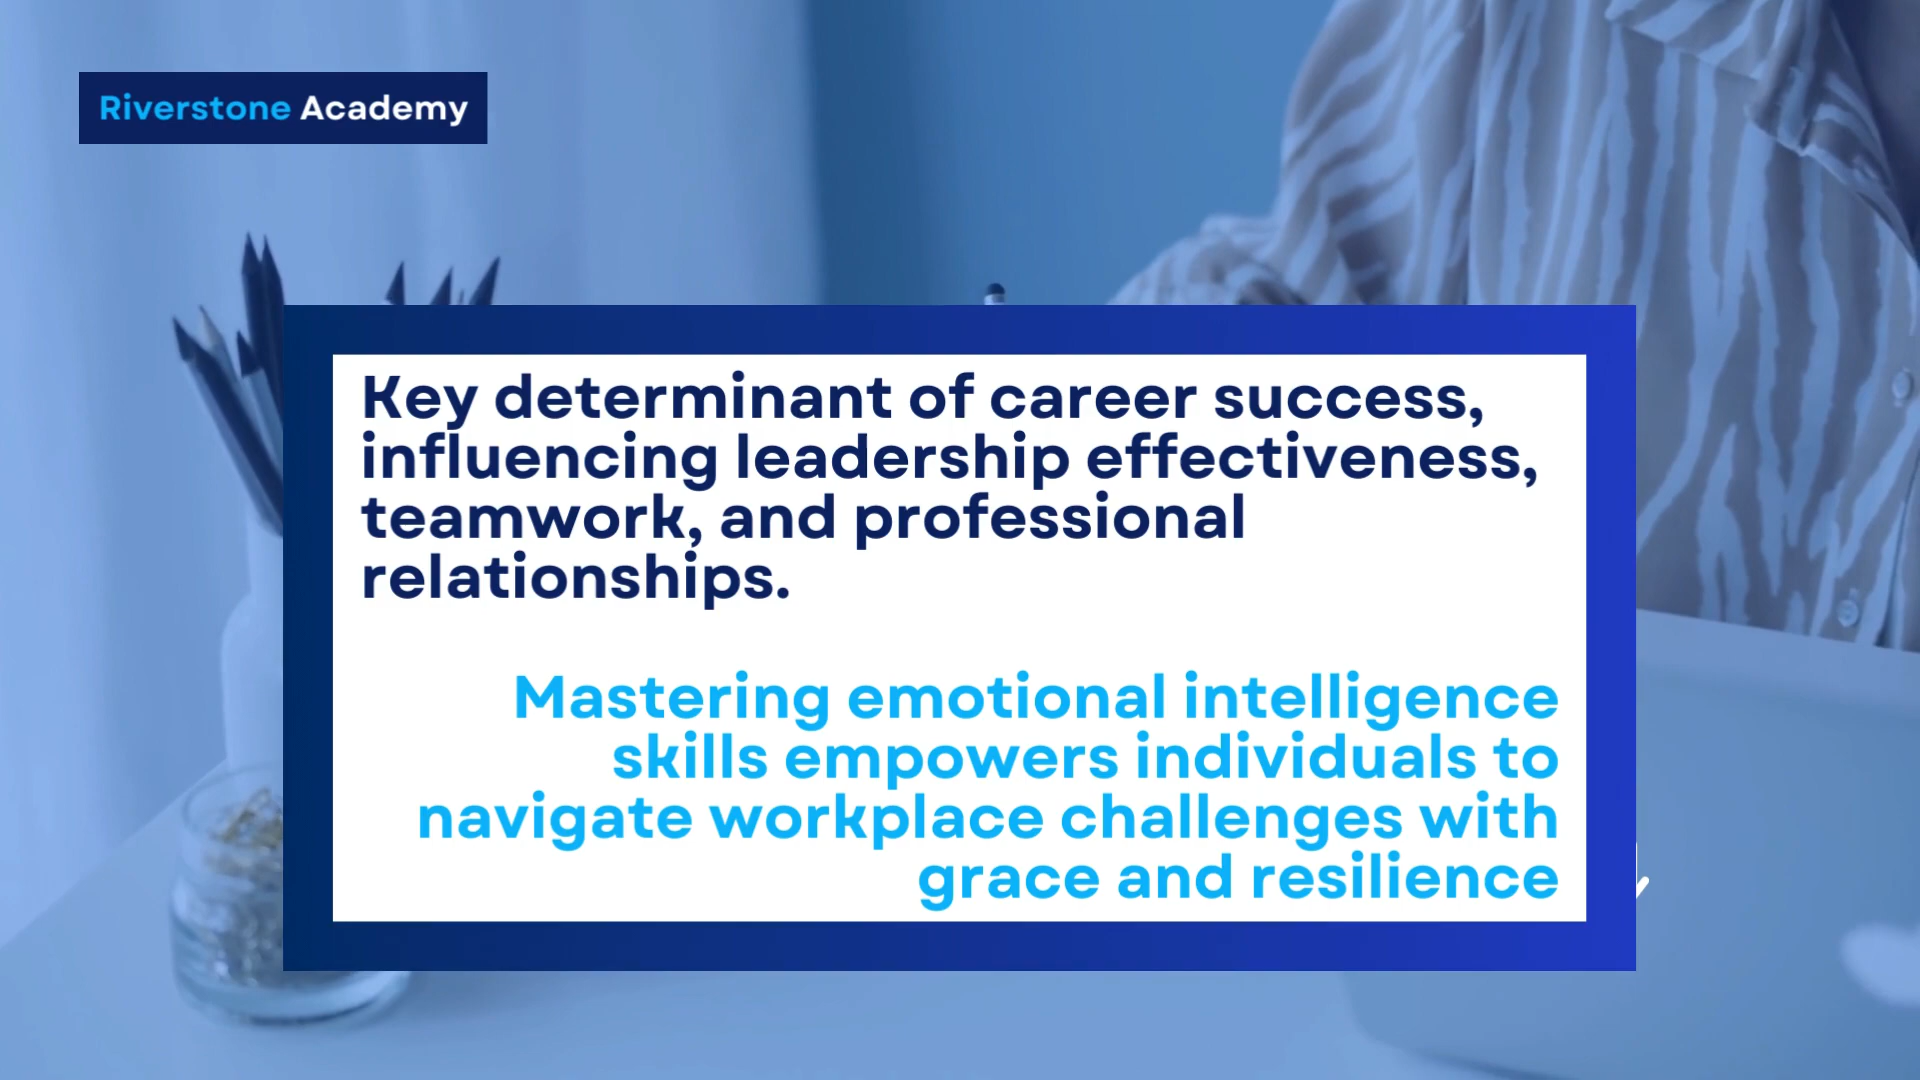 Riverstone Academy
Key determinant of career success,
influencing leadership effectiveness,
teamwork, and professional
relationships.
Mastering emotional intelligence
skills empowers individuals to
navigate workplace challenges with
grace and resilience